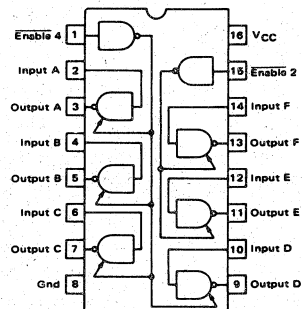 Enable 4 1
Input A 2
Output A 3
Input B 4
Output B 5
Input C 6
Output C 7
Gnd 8
16 VCC
15 Enable 2
14 Input F
13 Output F
12 Input E
11 Output E
10 Input D
9 Output D